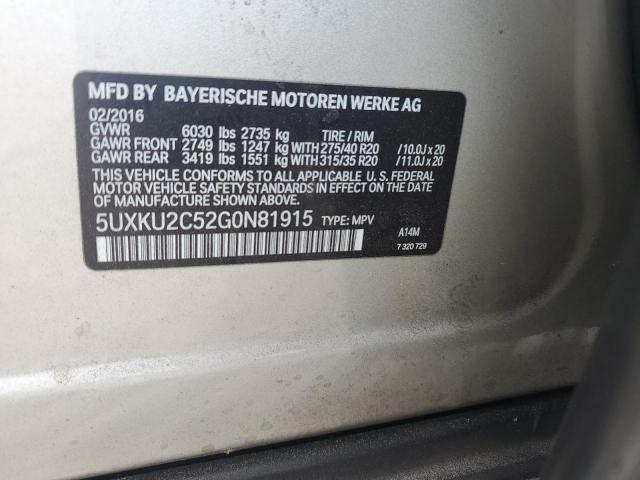 MFD BY BAYERISCHE MOTOREN WERKE AG
02/2016
GVWR 6030 lbs 2735 kg TIRE / RIM
GAWR FRONT 2749 lbs 1247 kg WITH 275/40 R20 /10.0J x 20
GAWR REAR 3419 lbs 1551 kg WITH 315/35 R20 /11.0J x 20
THIS VEHICLE CONFORMS TO ALL APPLICABLE U. S. FEDERAL
MOTOR VEHICLE SAFETY STANDARDS IN EFFECT ON THE
DATE OF MANUFACTURE SHOWN ABOVE.
5UXKU2C52G0N81915 TYPE: MPV A14M
7 320 729